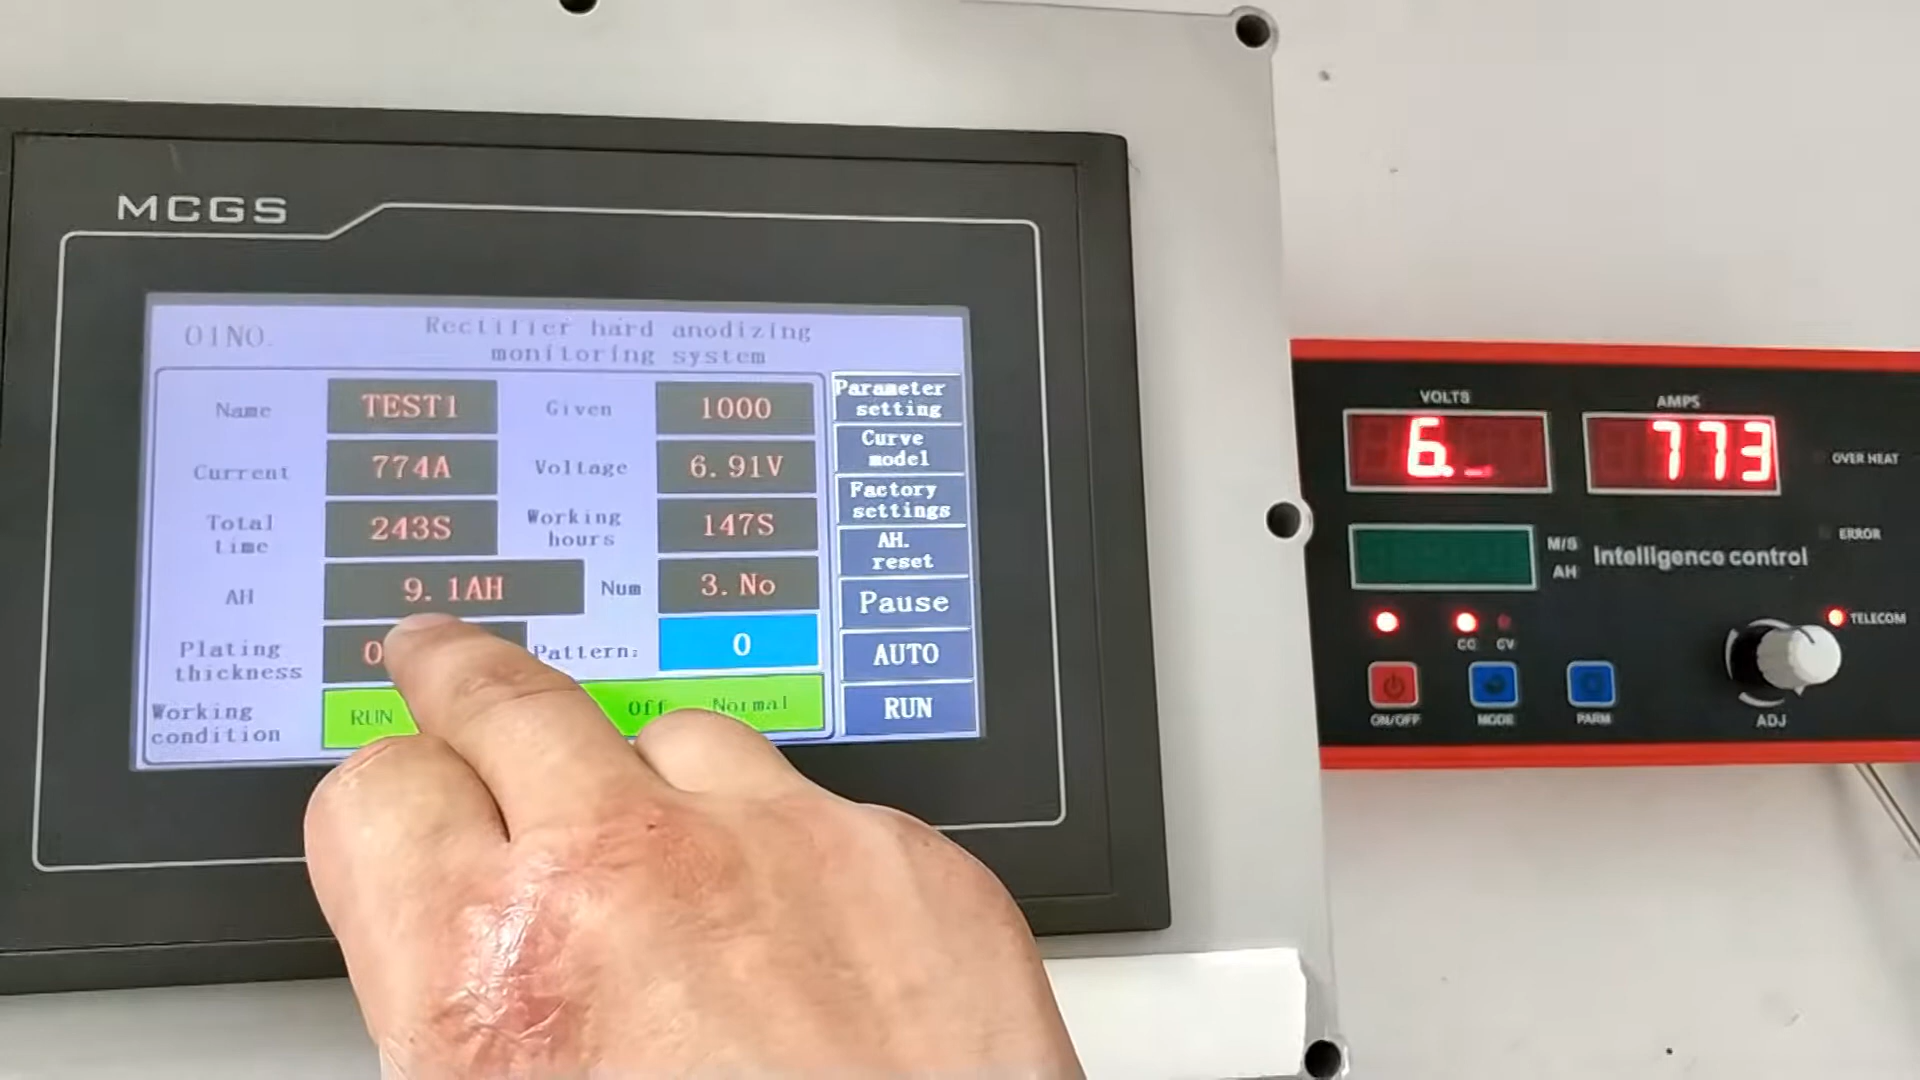 MCGS
01NO.
Rectifier hard anodizing
monitoring system
Name TEST1 Given 1000
Current 774A Voltage 6.91V
Total
time
243S
Working
hours
147S
AH 9.1AH Num 3.No
Plating
thickness
0
Pattern: 0
Working
condition
RUN Off Normal
Parameter
setting
Curve
model
Factory
settings
AH.
reset
Pause
AUTO
RUN
VOLTS AMPS
6. 773
OVER HEAT
M/S
AH
Intelligence control
ERROR
TELECOM
CC CV
ON/OFF MODE PARM ADJ